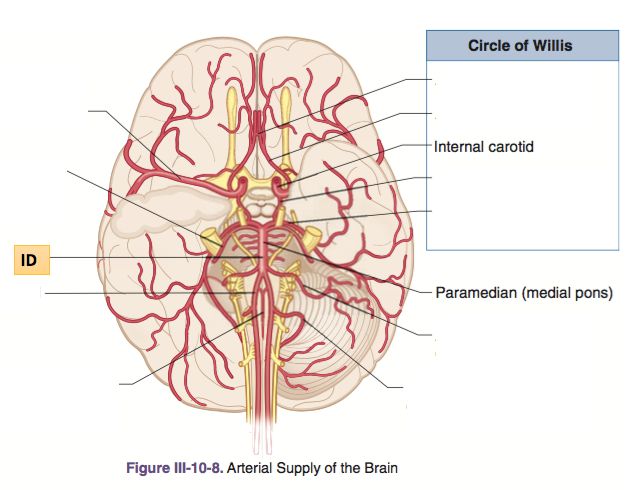 Circle of Willis
Internal carotid
ID
Paramedian (medial pons)
Figure III-10-8. Arterial Supply of the Brain